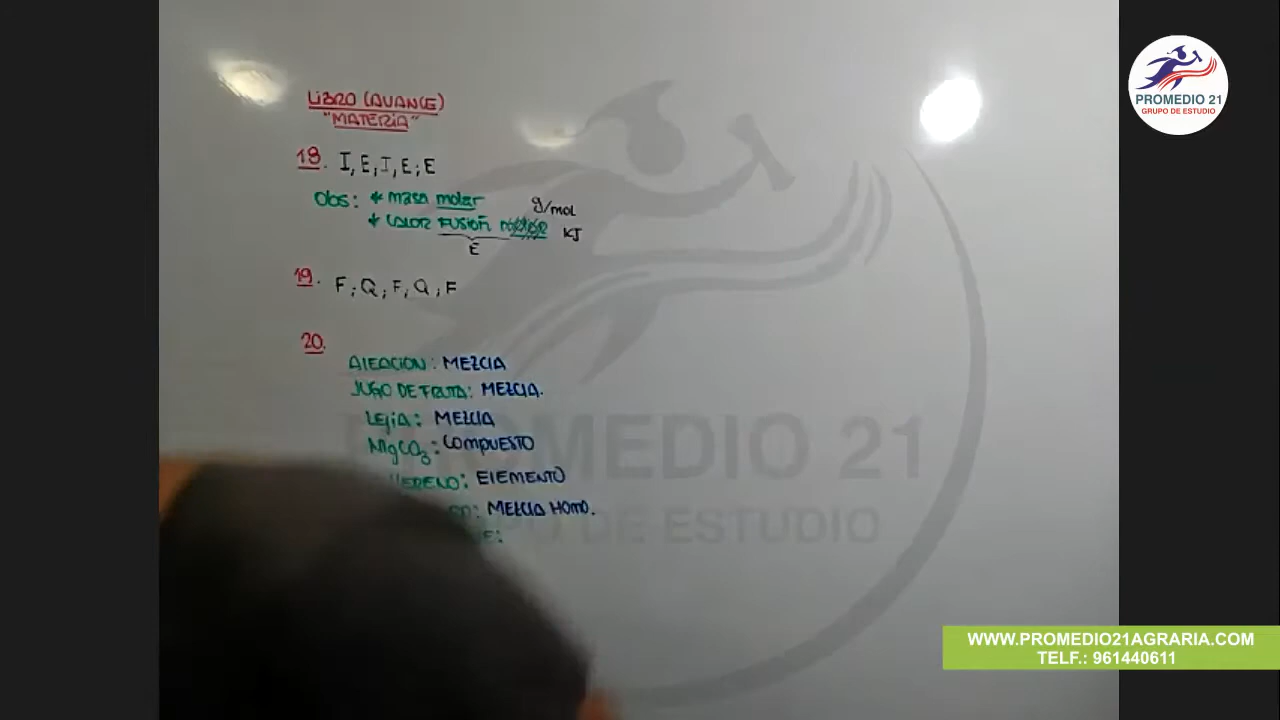 LIBRO (AVANCE)
"MATERIA"
18. I, E, I, E; E
Obs: * masa molar g/mol
* CALOR FUSIÓN KJ
E
19. F; Q; F, Q; F
20.
ALEACION: MEZCLA
JUGO DE FRUTA: MEZCLA.
LEJIA: MEZCLA
MgCO3: COMPUESTO
ELEMENTO
MEZCLA HOMO.
PROMEDIO 21
GRUPO DE ESTUDIO
PROMEDIO 21
GRUPO DE ESTUDIO
WWW.PROMEDIO21AGRARIA.COM
TELF.: 961440611